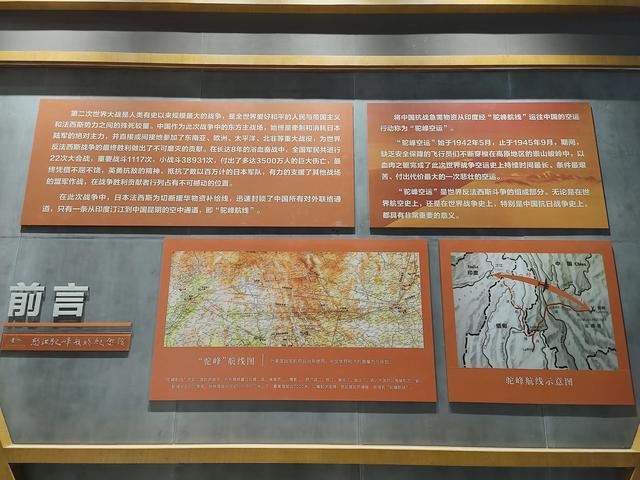 第二次世界大战是人类有史以来规模最大的战争，是全世界爱好和平的人民与帝国主义
和法西斯势力之间的殊死较量。中国作为此次战争中的东方主战场，始终是牵制和消耗日本
陆军的绝对主力，并直接或间接地参加了东南亚、欧洲、太平洋、北非等重大战役，为世界
反法西斯战争的最终胜利做出了不可磨灭的贡献。在长达8年的浴血奋战中，全国军民共进行
22次大会战，重要战斗1117次，小战斗38931次，付出了多达3500万人的巨大伤亡，最
终凭借不屈不饶、英勇抗敌的精神，抵抗了数以百万计的日本军队，有力的支援了其他战场
的盟军作战，在战争胜利贡献者行列占有不可撼动的位置。
在此次战争中，日本法西斯为切断援华物资补给线，迅速封锁了中国所有对外联络通
道，只有一条从印度汀江到中国昆明的空中通道，即“驼峰航线”。
将中国抗战急需物资从印度经“驼峰航线”运往中国的空运
行动称为“驼峰空运”。
“驼峰空运”始于1942年5月，止于1945年9月，期间，
缺乏安全保障的飞行员们不断穿梭在高原地区的崇山峻岭中，以
血肉之躯完成了此次世界战争空运史上持续时间最长、条件最艰
苦、付出代价最大的一次悲壮的空运。
“驼峰空运”是世界反法西斯斗争的组成部分，无论是在世
界航空史上，还是在世界战争史上，特别是中国抗日战争史上，
都具有非常重要的意义。
前言
怒江驼峰航线纪念馆
“驼峰”航线图
India
印度
中国 China
缅甸
驼峰航线示意图